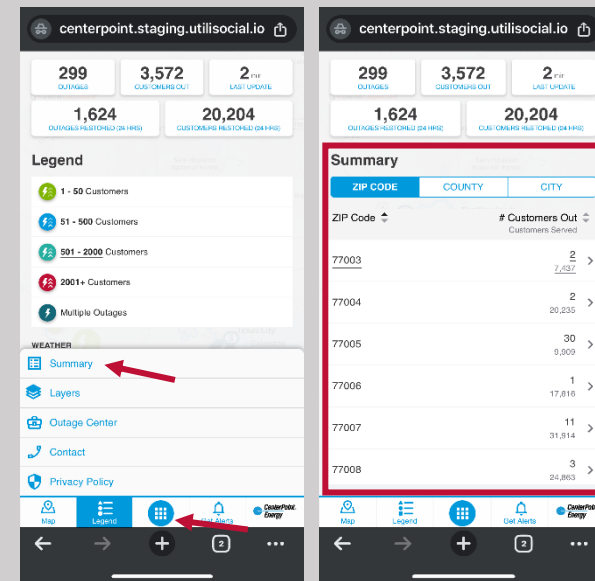 centerpoint.staging.utilisocial.io
299
OUTAGES
3,572
CUSTOMERS OUT
2 min
LAST UPDATE
1,624
OUTAGES RESTORED (24 HRS)
20,204
CUSTOMERS RESTORED (24 HRS)
Legend
1 - 50 Customers
51 - 500 Customers
501 - 2000 Customers
2001+ Customers
Multiple Outages
WEATHER
Summary
Layers
Outage Center
Contact
Privacy Policy
Map
Legend
Get Alerts
CenterPoint.
Energy
2
centerpoint.staging.utilisocial.io
299
OUTAGES
3,572
CUSTOMERS OUT
2 min
LAST UPDATE
1,624
OUTAGES RESTORED (24 HRS)
20,204
CUSTOMERS RESTORED (24 HRS)
Summary
ZIP CODE COUNTY CITY
ZIP Code # Customers Out
Customers Served
77003 2
7,437
77004 2
20,235
77005 30
9,909
77006 1
17,816
77007 11
31,914
77008 3
24,863
Map
Legend
Get Alerts
CenterPoint
Energy
2